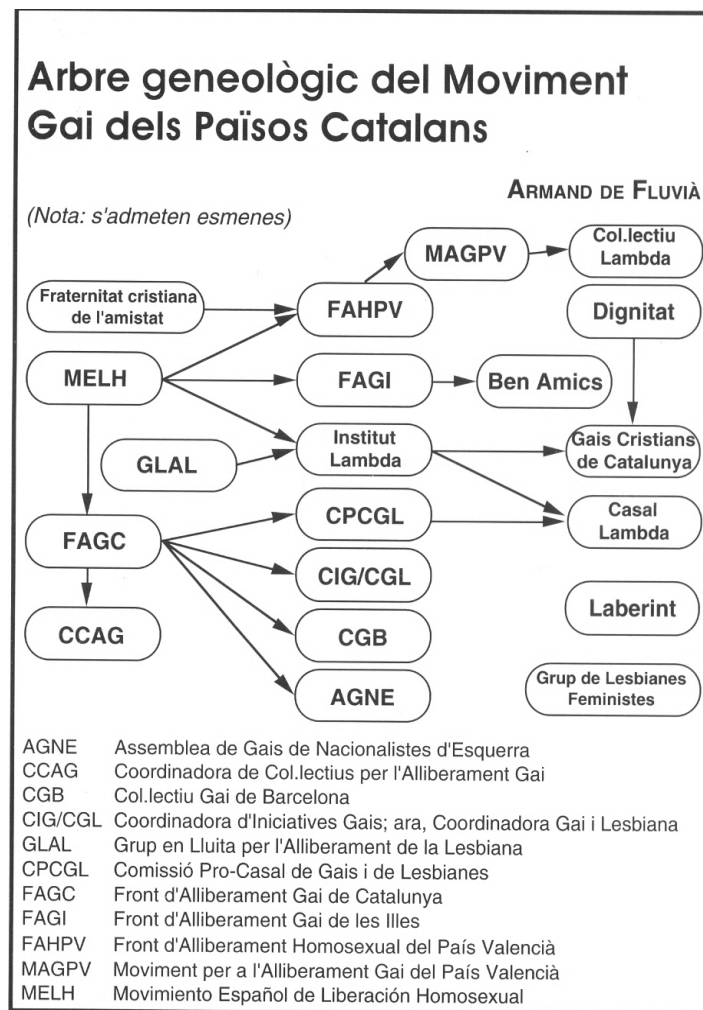 Arbre geneològic del Moviment
Gai dels Països Catalans
ARMAND DE FLUVIÀ
(Nota: s'admeten esmenes)
MAGPV
Col.lectiu
Lambda
Fraternitat cristiana
de l'amistat
FAHPV
Dignitat
MELH
FAGI
Ben Amics
GLAL
Institut
Lambda
Gais Cristians
de Catalunya
FAGC
CPCGL
Casal
Lambda
CIG/CGL
CCAG
CGB
Laberint
AGNE
Grup de Lesbianes
Feministes
AGNE Assemblea de Gais de Nacionalistes d'Esquerra
CCAG Coordinadora de Col.lectius per l'Alliberament Gai
CGB Col.lectiu Gai de Barcelona
CIG/CGL Coordinadora d'Iniciatives Gais; ara, Coordinadora Gai i Lesbiana
GLAL Grup en Lluita per l'Alliberament de la Lesbiana
CPCGL Comissió Pro-Casal de Gais i de Lesbianes
FAGC Front d'Alliberament Gai de Catalunya
FAGI Front d'Alliberament Gai de les Illes
FAHPV Front d'Alliberament Homosexual del País Valencià
MAGPV Moviment per a l'Alliberament Gai del País Valencià
MELH Movimiento Español de Liberación Homosexual